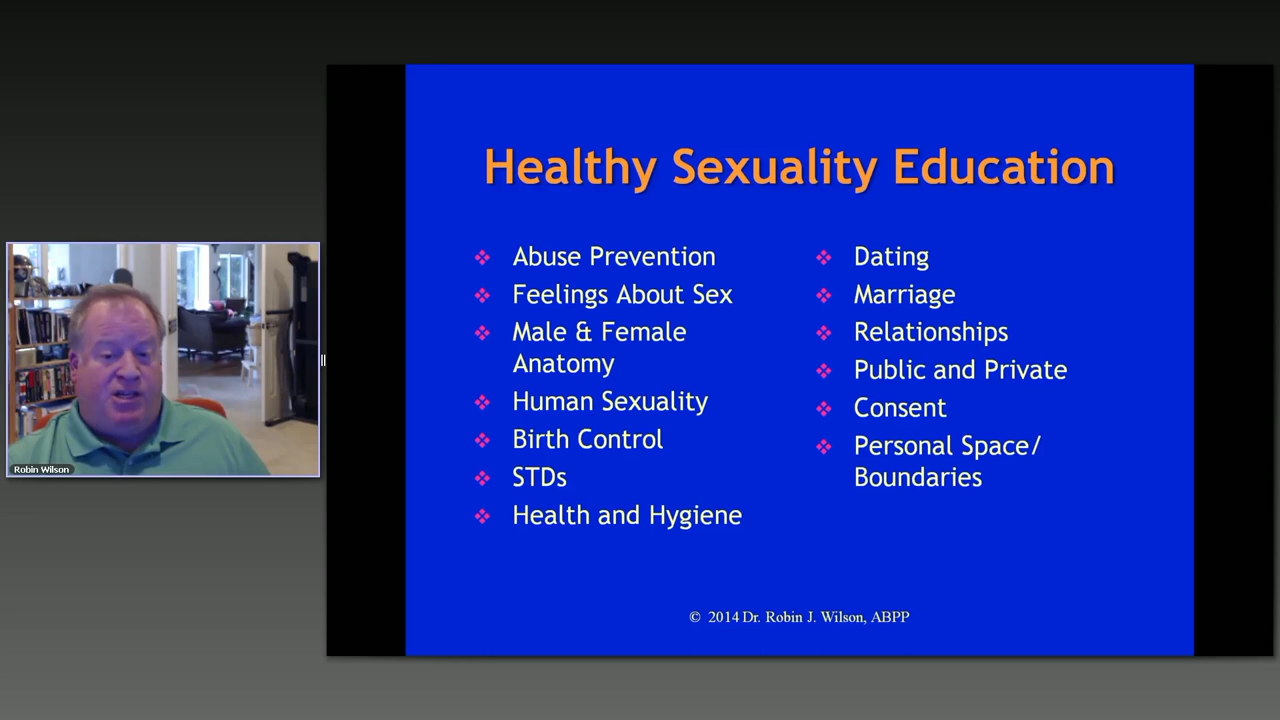 Healthy Sexuality Education
Abuse Prevention
Feelings About Sex
Male & Female
Anatomy
Human Sexuality
Birth Control
STDs
Health and Hygiene
Dating
Marriage
Relationships
Public and Private
Consent
Personal Space/
Boundaries
© 2014 Dr. Robin J. Wilson, ABPP
Robin Wilson